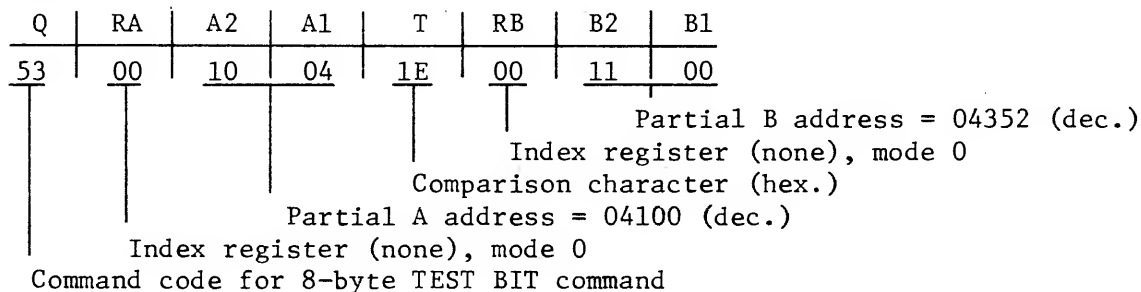 Q RA A2 A1 T RB B2 B1
53 00 10 04 1E 00 11 00
Partial B address = 04352 (dec.)
Index register (none), mode 0
Comparison character (hex.)
Partial A address = 04100 (dec.)
Index register (none), mode 0
Command code for 8-byte TEST BIT command